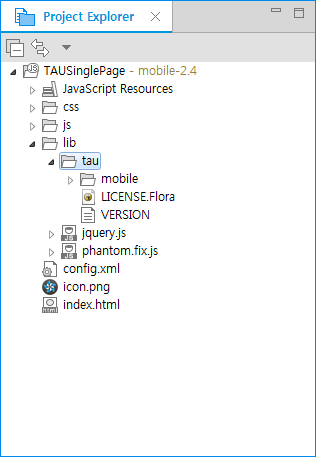 Project Explorer
TAUSinglePage - mobile-2.4
JavaScript Resources
css
js
lib
tau
mobile
LICENSE.Flora
VERSION
jquery.js
phantom.fix.js
config.xml
icon.png
index.html